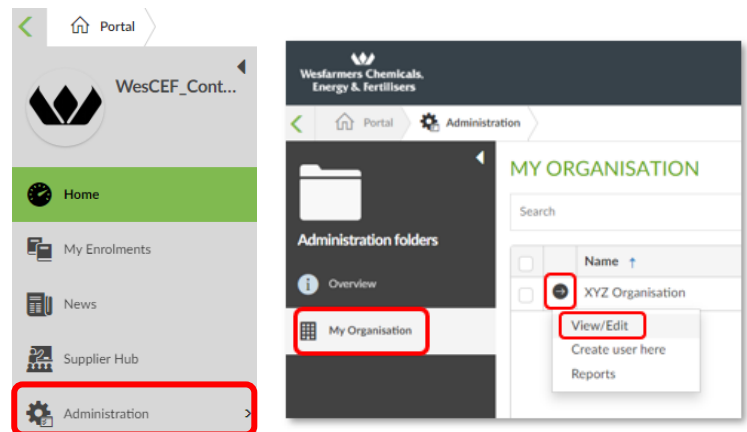 Portal
WesCEF_Cont...
Home
My Enrolments
News
Supplier Hub
Administration
Wesfarmers Chemicals,
Energy & Fertilisers
Portal Administration
MY ORGANISATION
Search
Administration folders
Name ↑
Overview
XYZ Organisation
My Organisation
View/Edit
Create user here
Reports